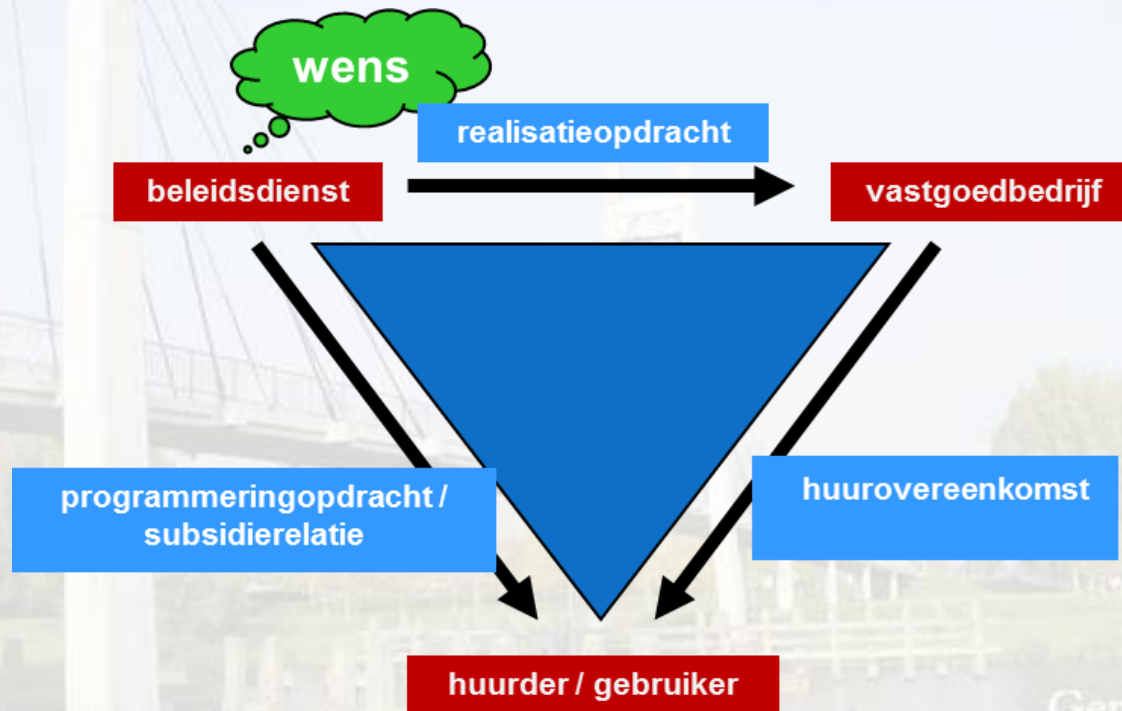 wens
realisatieopdracht
beleidsdienst
vastgoedbedrijf
programmeringopdracht /
subsidierelatie
huurovereenkomst
huurder / gebruiker